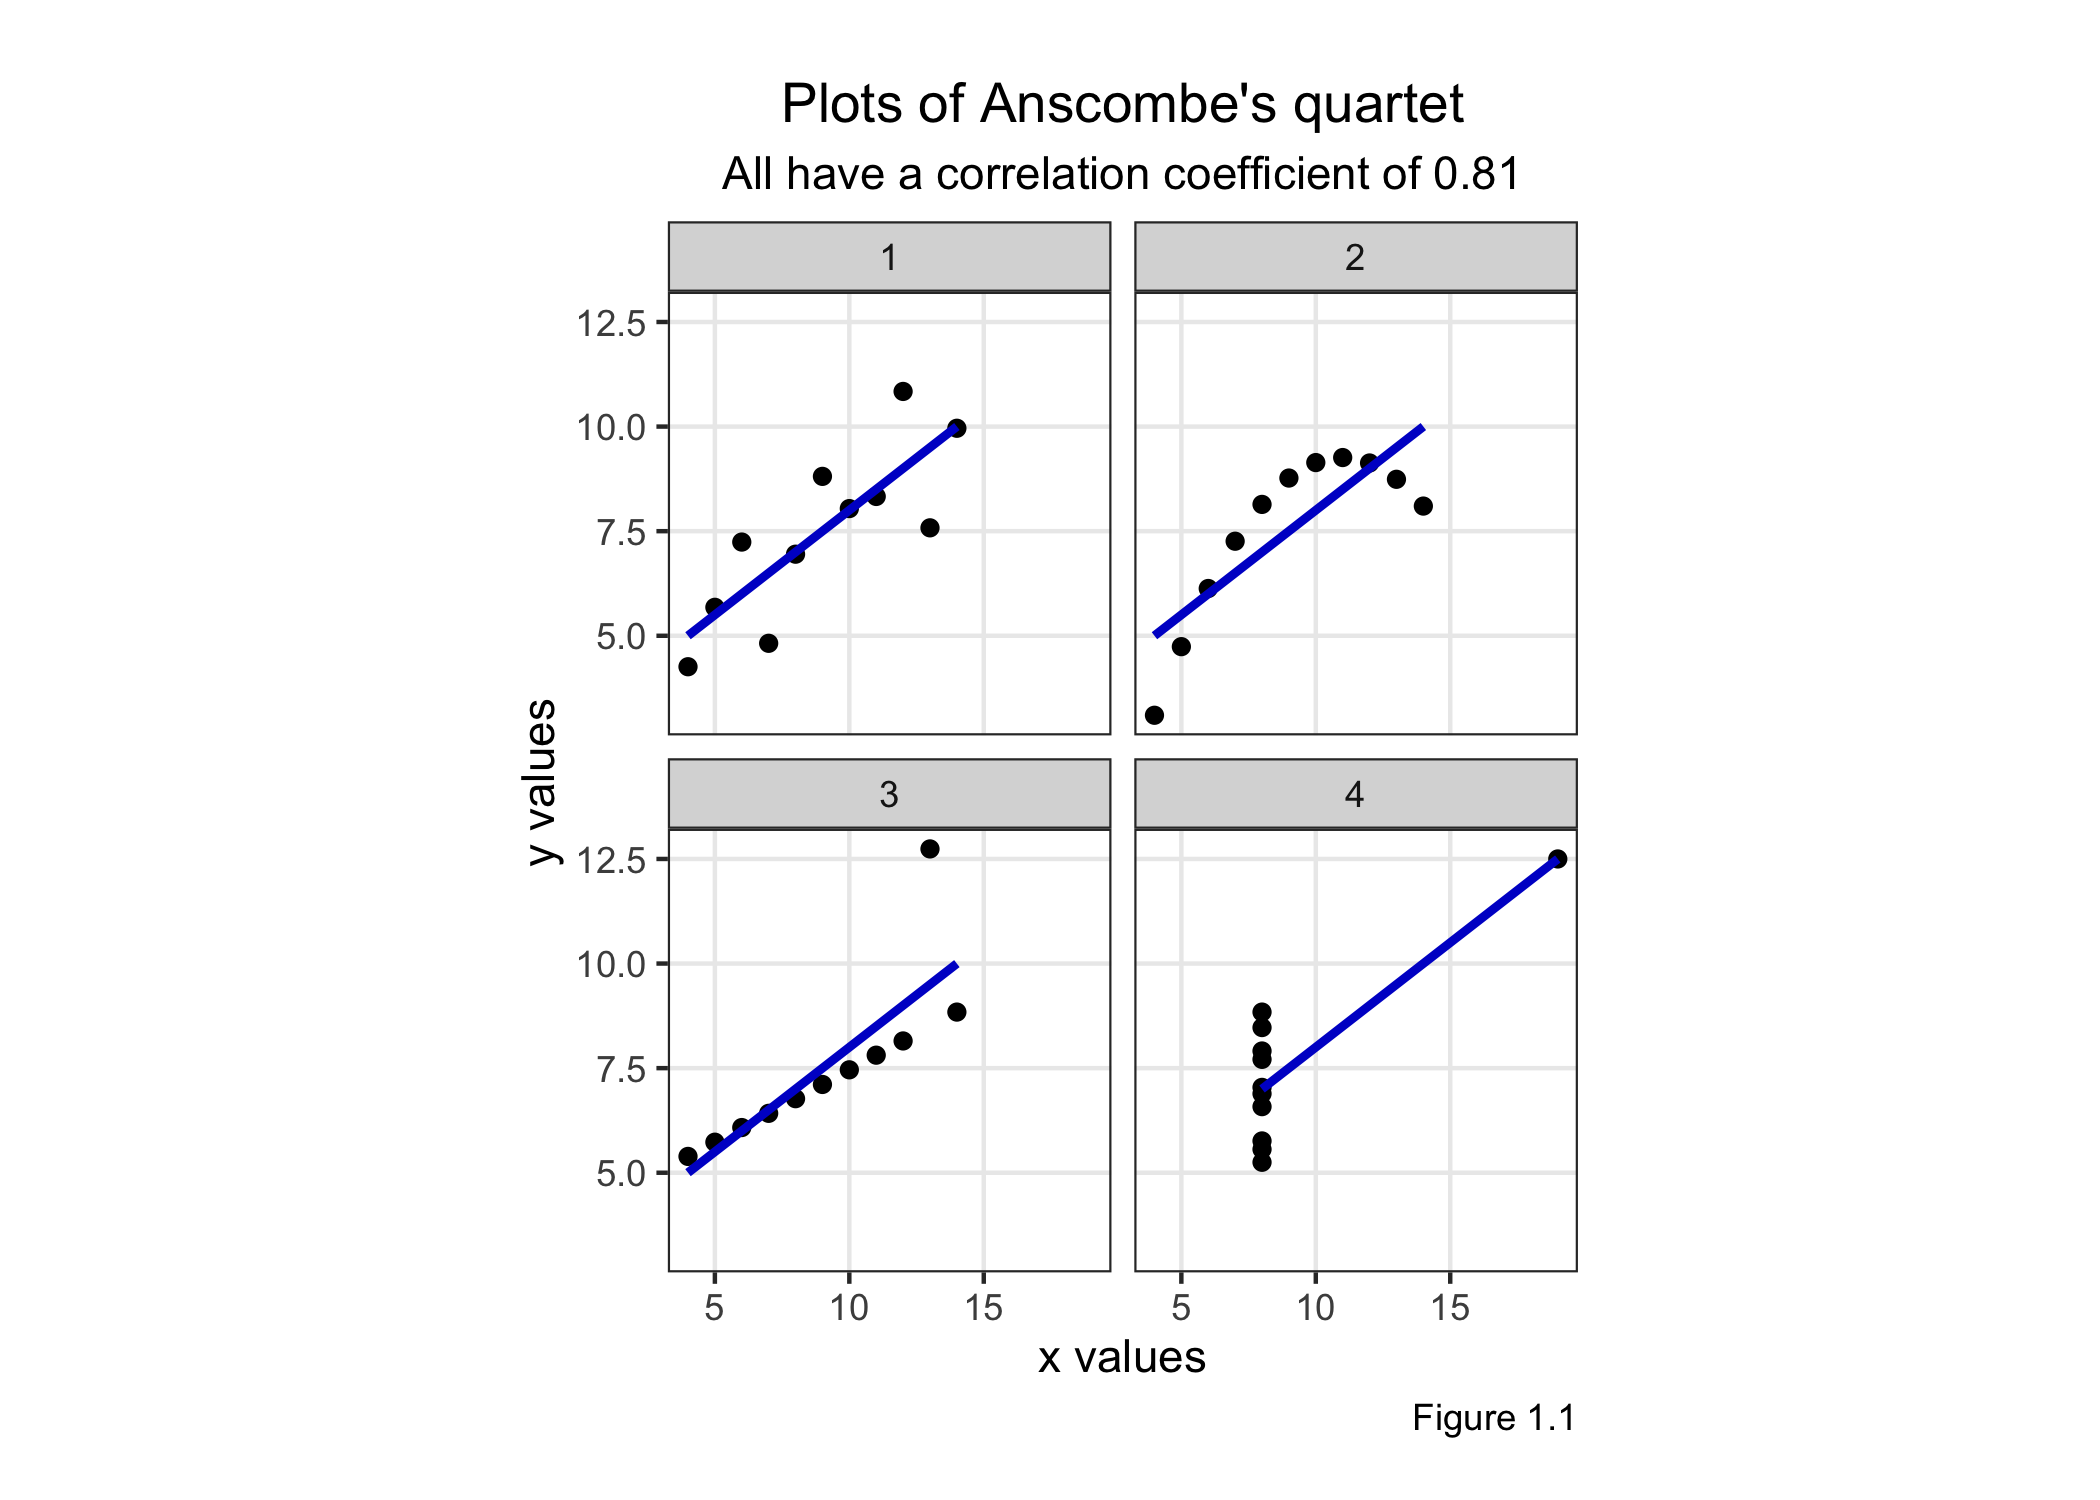 Plots of Anscombe's quartet
All have a correlation coefficient of 0.81
1
2
12.5
10.0
7.5
5.0
y values
3
4
12.5
10.0
7.5
5.0
5 10 15
5 10 15
x values
Figure 1.1